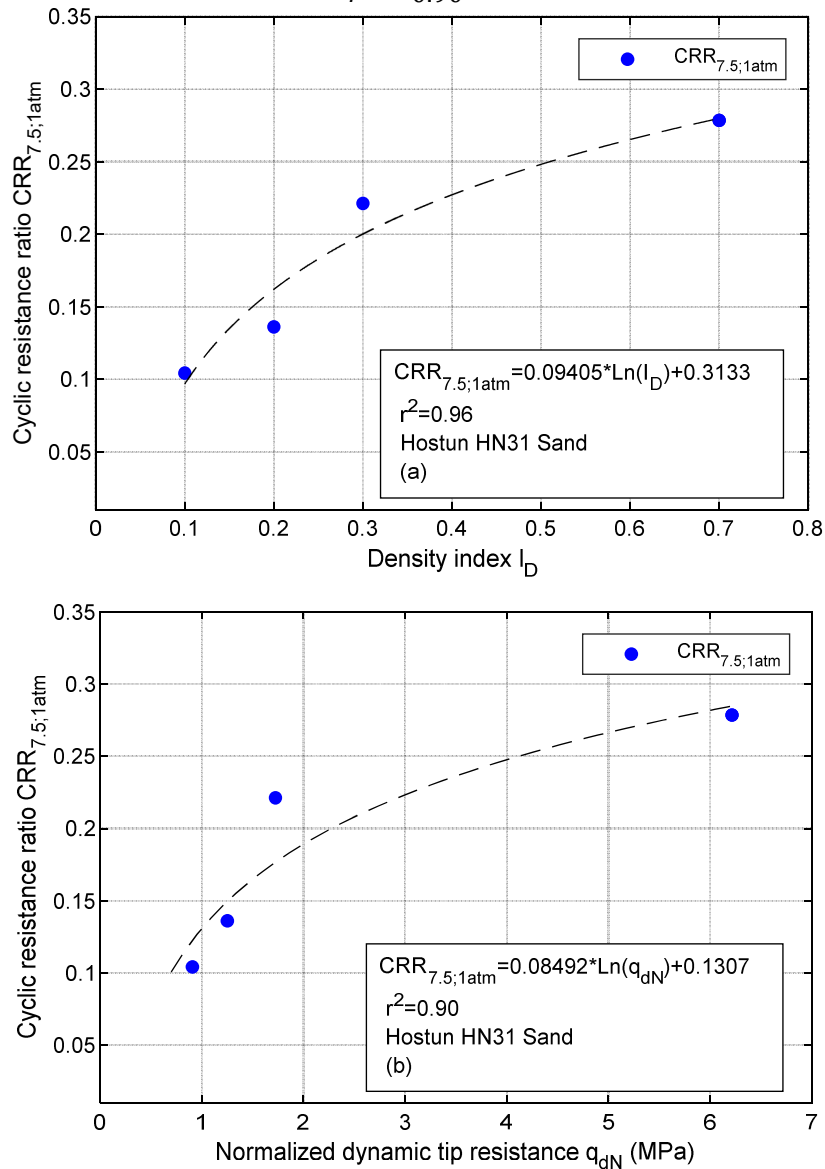 0.35
0.3
0.25
0.2
0.15
0.1
0.05
Cyclic resistance ratio CRR7.5;1atm
CRR7.5;1atm
CRR7.5;1atm=0.09405*Ln(ID)+0.3133
r2=0.96
Hostun HN31 Sand
(a)
0 0.1 0.2 0.3 0.4 0.5 0.6 0.7 0.8
Density index ID
0.35
0.3
0.25
0.2
0.15
0.1
0.05
Cyclic resistance ratio CRR7.5;1atm
CRR7.5;1atm
CRR7.5;1atm=0.08492*Ln(qdN)+0.1307
r2=0.90
Hostun HN31 Sand
(b)
0 1 2 3 4 5 6 7
Normalized dynamic tip resistance qdN (MPa)